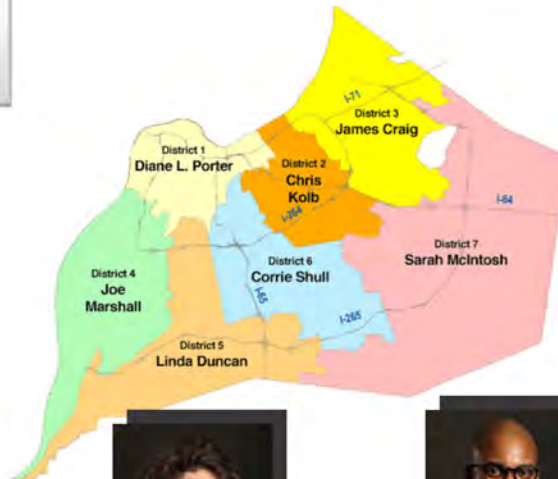 I-71
District 3
James Craig
District 1
Diane L. Porter
District 2
Chris
Kolb
I-264
I-64
District 7
Sarah McIntosh
District 6
Corrie Shull
District 4
Joe
Marshall
I-65
I-265
District 5
Linda Duncan